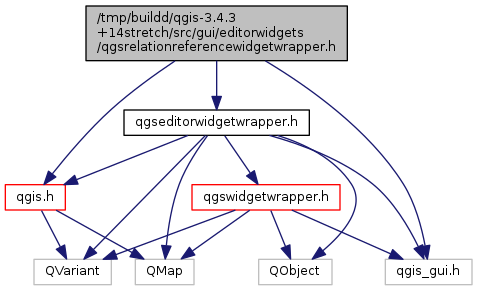 /tmp/buildd/qgis-3.4.3
+14stretch/src/gui/editorwidgets
/qgsrelationreferencewidgetwrapper.h
qgseditorwidgetwrapper.h
qgis.h
qgswidgetwrapper.h
QVariant
QMap
QObject
qgis_gui.h